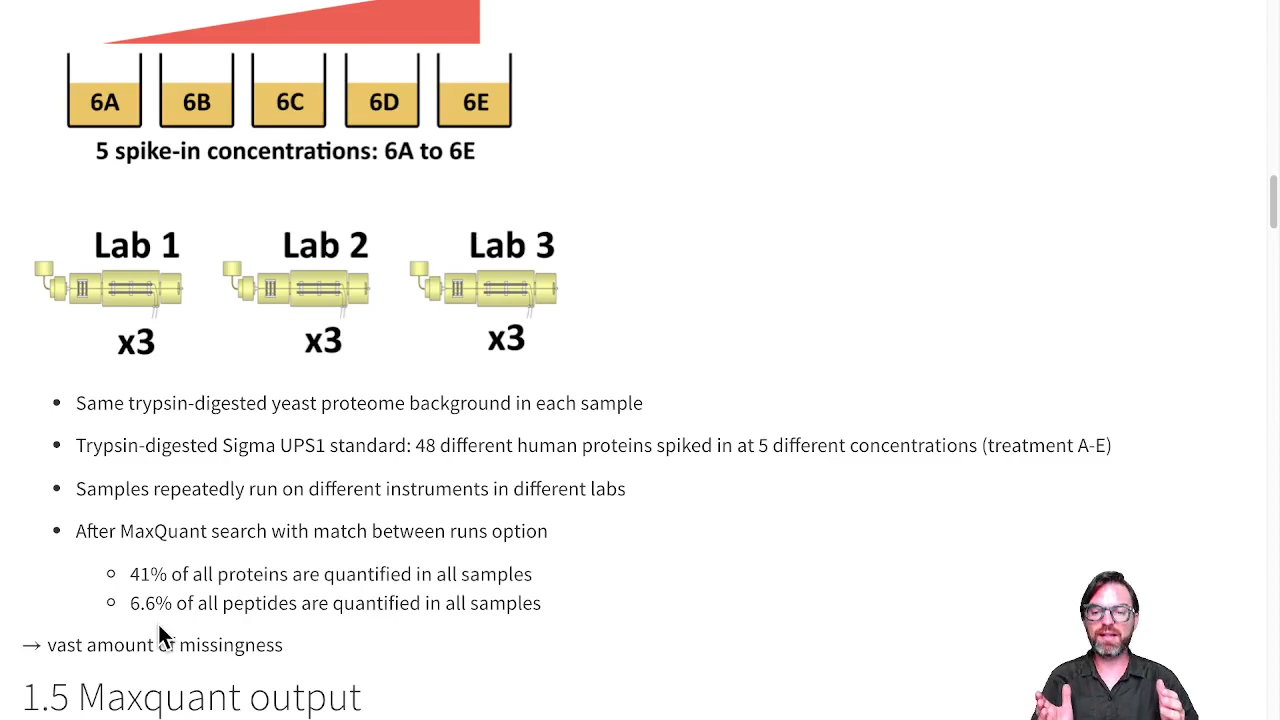 6A 6B 6C 6D 6E
5 spike-in concentrations: 6A to 6E
Lab 1 Lab 2 Lab 3
x3 x3 x3
• Same trypsin-digested yeast proteome background in each sample
• Trypsin-digested Sigma UPS1 standard: 48 different human proteins spiked in at 5 different concentrations (treatment A-E)
• Samples repeatedly run on different instruments in different labs
• After MaxQuant search with match between runs option
○ 41% of all proteins are quantified in all samples
○ 6.6% of all peptides are quantified in all samples
→ vast amount of missingness
1.5 Maxquant output